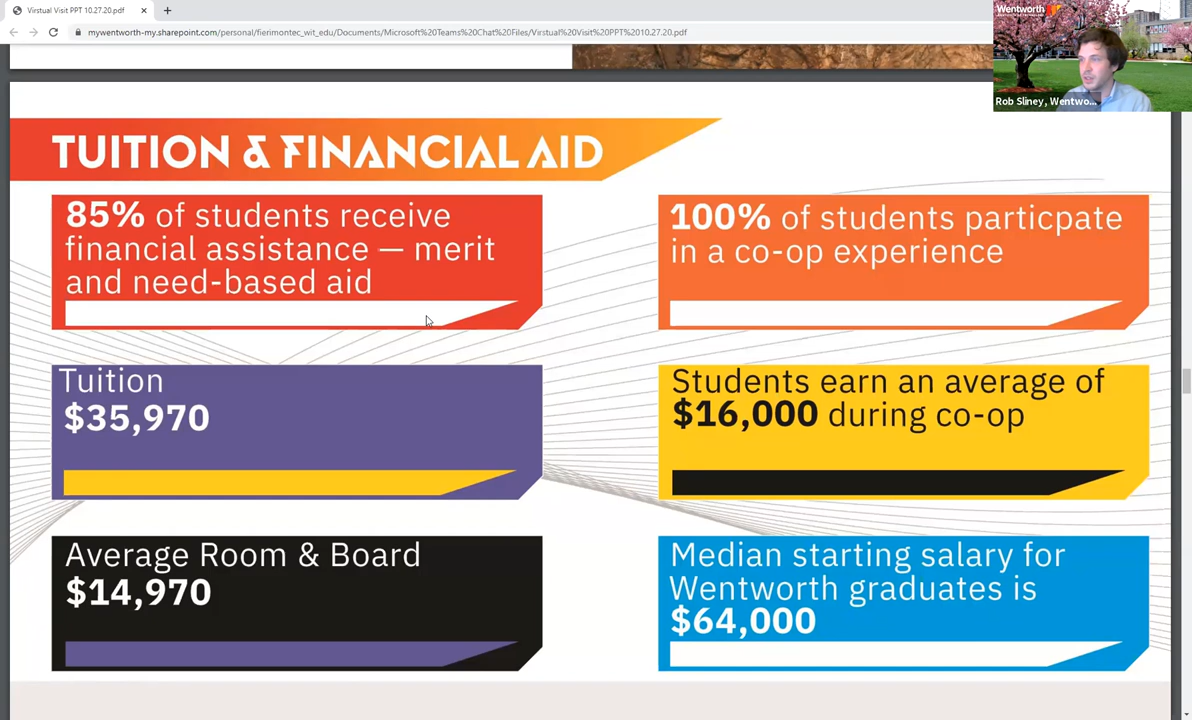 Virstual Visit PPT 10.27.20.pdf
mywentworth-my.sharepoint.com/personal/fierimontec_wit_edu/Documents/Microsoft%20Teams%20Chat%20Files/Virstual%20Visit%20PPT%2010.27.20.pdf
Wentworth
Rob Sliney, Wentwo...
TUITION & FINANCIAL AID
85% of students receive
financial assistance — merit
and need-based aid
100% of students particpate
in a co-op experience
Tuition
$35,970
Students earn an average of
$16,000 during co-op
Average Room & Board
$14,970
Median starting salary for
Wentworth graduates is
$64,000